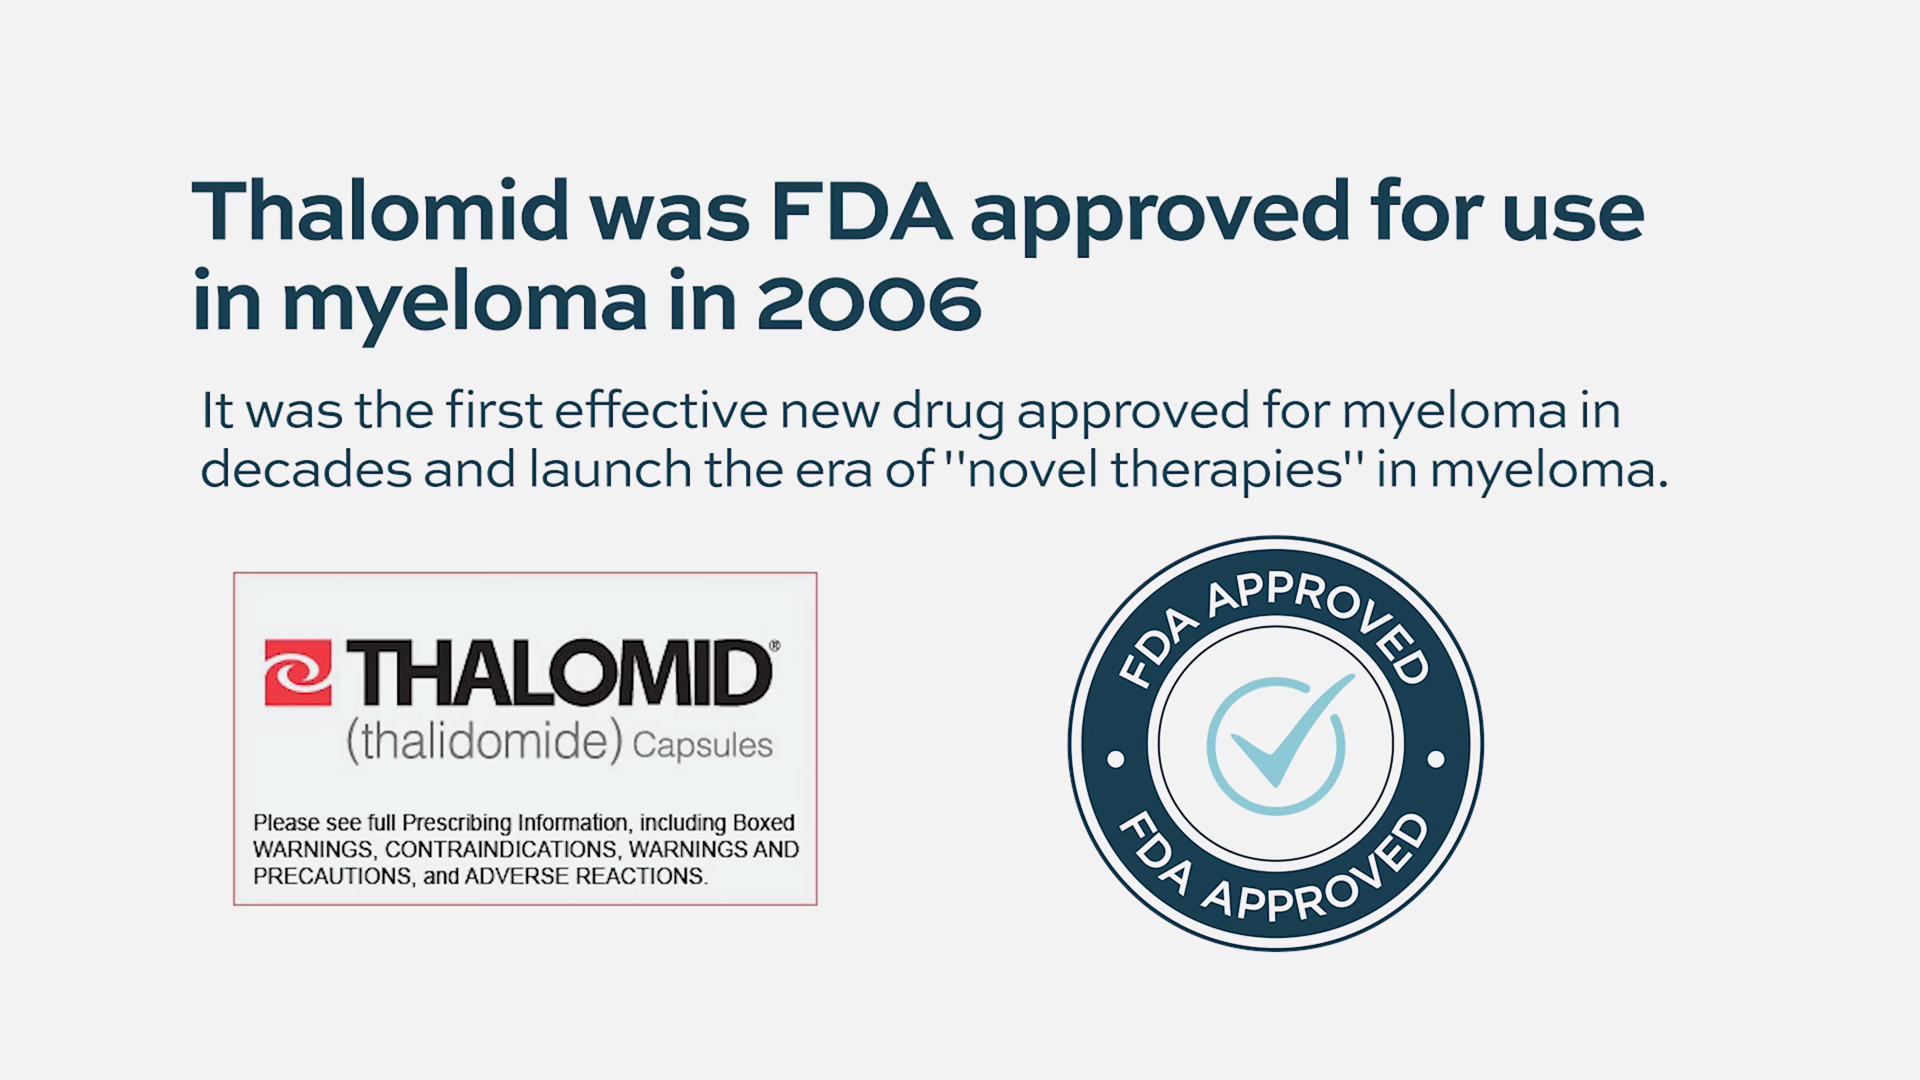 Thalomid was FDA approved for use
in myeloma in 2006
It was the first effective new drug approved for myeloma in
decades and launch the era of "novel therapies" in myeloma.
THALOMID®
(thalidomide) Capsules
Please see full Prescribing Information, including Boxed
WARNINGS, CONTRAINDICATIONS, WARNINGS AND
PRECAUTIONS, and ADVERSE REACTIONS.
FDA APPROVED
FDA APPROVED